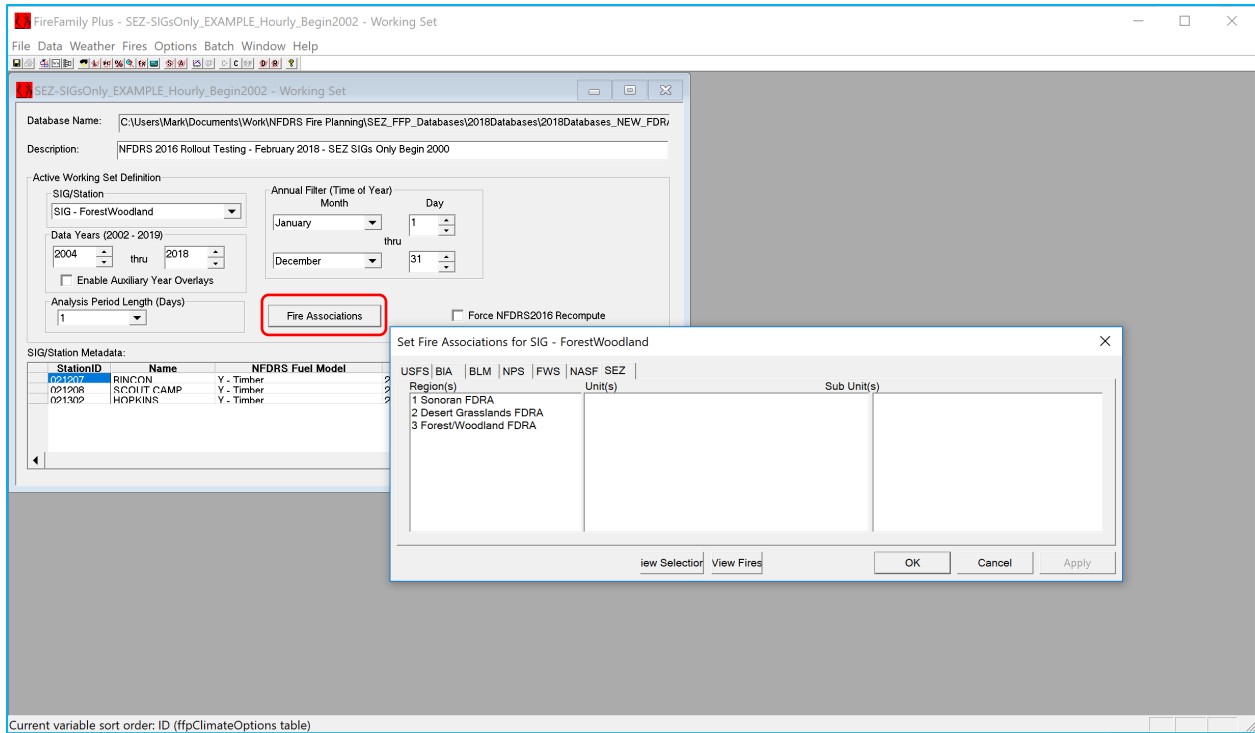 FireFamily Plus - SEZ-SIGsOnly_EXAMPLE_Hourly_Begin2002 - Working Set
File Data Weather Fires Options Batch Window Help
SEZ-SIGsOnly_EXAMPLE_Hourly_Begin2002 - Working Set
Database Name: C:\Users\Mark\Documents\Work\NFDRS Fire Planning\SEZ_FFP_Databases\2018Databases\2018Databases_NEW_FDR
Description: NFDRS 2016 Rollout Testing - February 2018 - SEZ SIGs Only Begin 2000
Active Working Set Definition
SIG/Station
SIG - ForestWoodland
Annual Filter (Time of Year)
Month Day
January 1
thru
December 31
Data Years (2002 - 2019)
2004 thru 2018
Enable Auxiliary Year Overlays
Analysis Period Length (Days)
1
Fire Associations
Force NFDRS2016 Recompute
SIG/Station Metadata:
StationID Name NFDRS Fuel Model
021207 RINCON Y - Timber 2
021208 SCOUT CAMP Y - Timber 2
021302 HOPKINS Y - Timber 2
Set Fire Associations for SIG - ForestWoodland
USFS BIA BLM NPS FWS NASF SEZ
Region(s) Unit(s) Sub Unit(s)
1 Sonoran FDRA
2 Desert Grasslands FDRA
3 Forest/Woodland FDRA
iew Selection View Fires OK Cancel Apply
Current variable sort order: ID (ffpClimateOptions table)